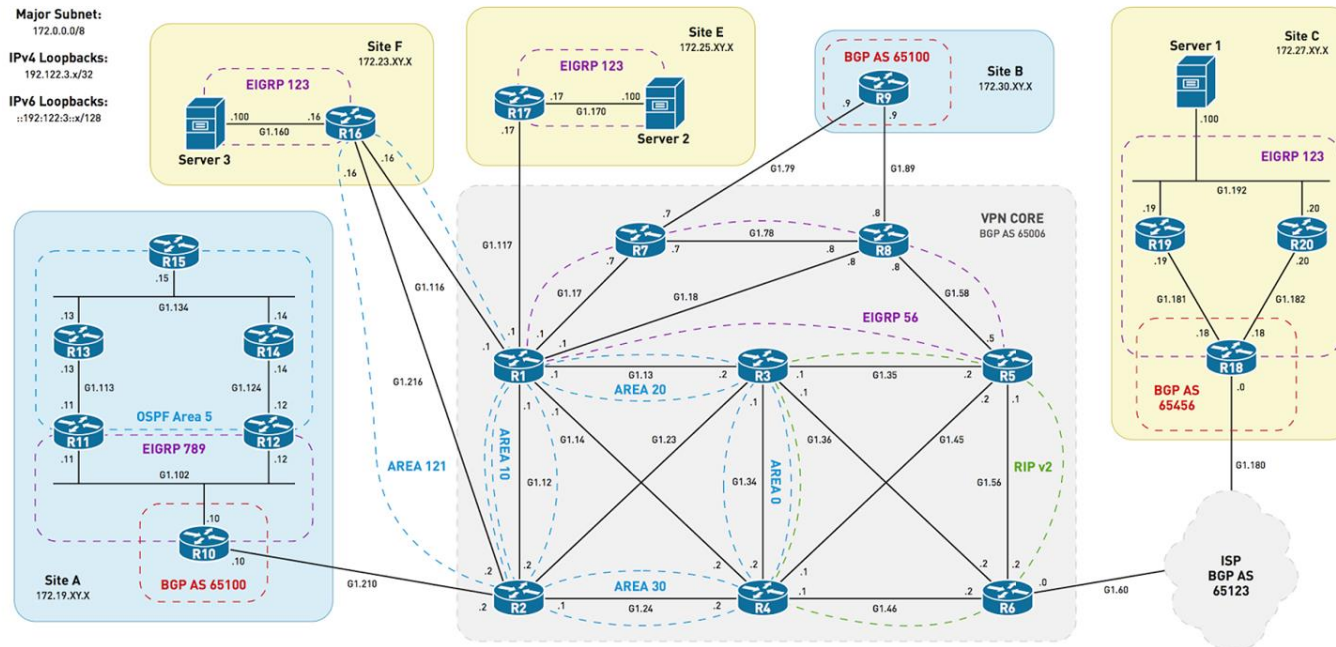 Major Subnet:
172.0.0.0/8
IPv4 Loopbacks:
192.122.3.x/32
IPv6 Loopbacks:
::192:122:3::x/128
Site F
172.23.XY.X
EIGRP 123
.100
.16
G1.160
R16
Server 3
.16
.16
Site E
172.25.XY.X
EIGRP 123
.17
.100
G1.170
R17
.17
Server 2
BGP AS 65100
R9
.9
.9
Site B
172.30.XY.X
Site C
172.27.XY.X
Server 1
.100
EIGRP 123
G1.192
.19
.20
R19
R20
.19
.20
G1.181
G1.182
.18
.18
R18
.0
BGP AS
65456
G1.180
G1.79
G1.89
VPN CORE
BGP AS 65006
.7
.8
R7
R8
.7
G1.78
.8
.7
.8
.8
G1.117
G1.116
G1.17
G1.18
G1.58
EIGRP 56
.1
.1
.1
.1
.5
R1
R3
R5
.1
G1.13
.2
.1
G1.35
.2
AREA 20
.1
.1
.2
.1
.1
.2
.1
G1.216
AREA 121
AREA 10
G1.12
G1.14
G1.23
G1.34
AREA 0
G1.36
G1.45
G1.56
RIP v2
.2
.2
.1
.2
.2
.1
.2
.2
.0
R2
R4
R6
AREA 30
.2
.1
G1.24
.2
.1
G1.46
.2
G1.60
ISP
BGP AS
65123
R15
.15
G1.134
.13
.14
R13
R14
.13
.14
G1.113
G1.124
.11
.12
OSPF Area 5
R11
R12
EIGRP 789
.11
.12
G1.102
.10
R10
.10
BGP AS 65100
Site A
172.19.XY.X
G1.210